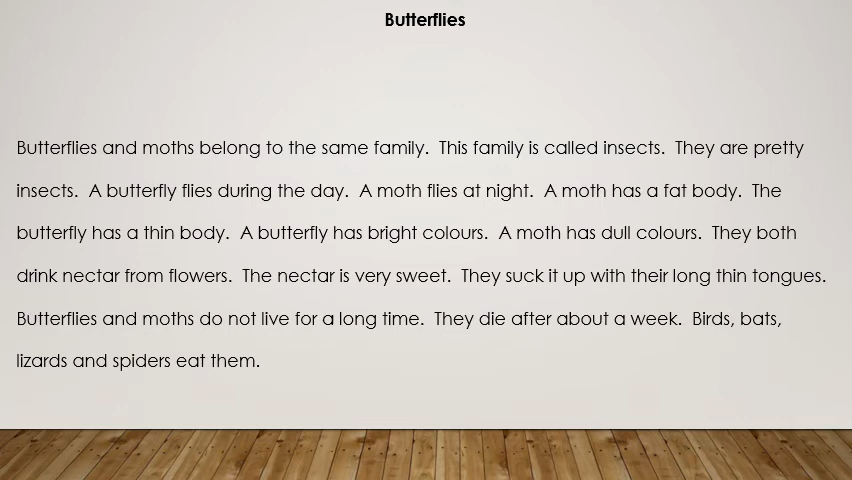 Butterflies
Butterflies and moths belong to the same family.  This family is called insects.  They are pretty
insects.  A butterfly flies during the day.  A moth flies at night.  A moth has a fat body.  The
butterfly has a thin body.  A butterfly has bright colours.  A moth has dull colours.  They both
drink nectar from flowers.  The nectar is very sweet.  They suck it up with their long thin tongues.
Butterflies and moths do not live for a long time.  They die after about a week.  Birds, bats,
lizards and spiders eat them.